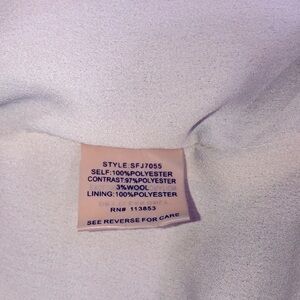 STYLE:SFJ7055
SELF:100%POLYESTER
CONTRAST:97%POLYESTER
3%WOOL
LINING:100%POLYESTER
RN# 113853
SEE REVERSE FOR CARE